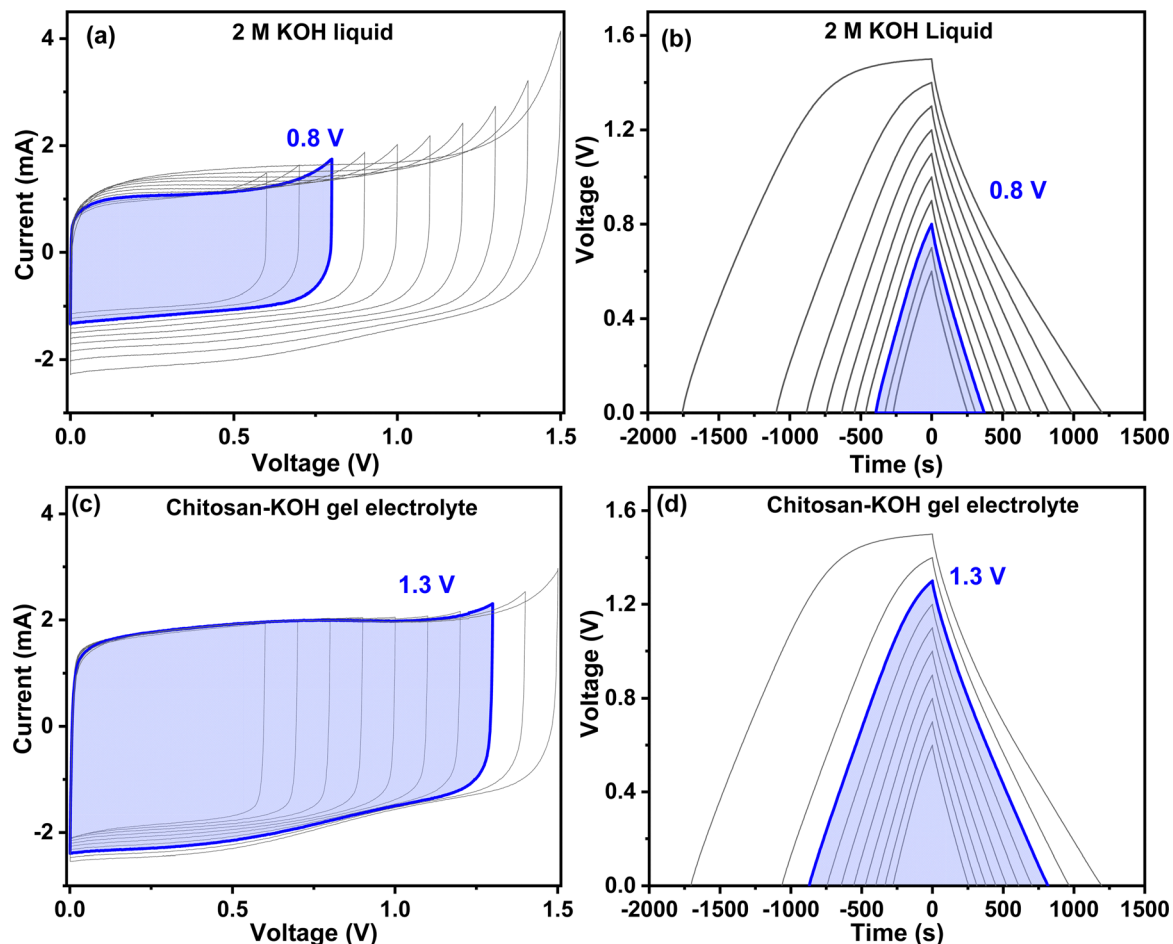 (a)
2 M KOH liquid
0.8 V
Current (mA)
4
2
0
-2
0.0 0.5 1.0 1.5
Voltage (V)
(b)
2 M KOH Liquid
0.8 V
Voltage (V)
1.6
1.2
0.8
0.4
0.0
-2000 -1500 -1000 -500 0 500 1000 1500
Time (s)
(c)
Chitosan-KOH gel electrolyte
1.3 V
Current (mA)
4
2
0
-2
0.0 0.5 1.0 1.5
Voltage (V)
(d)
Chitosan-KOH gel electrolyte
1.3 V
Voltage (V)
1.6
1.2
0.8
0.4
0.0
-2000 -1500 -1000 -500 0 500 1000 1500
Time (s)